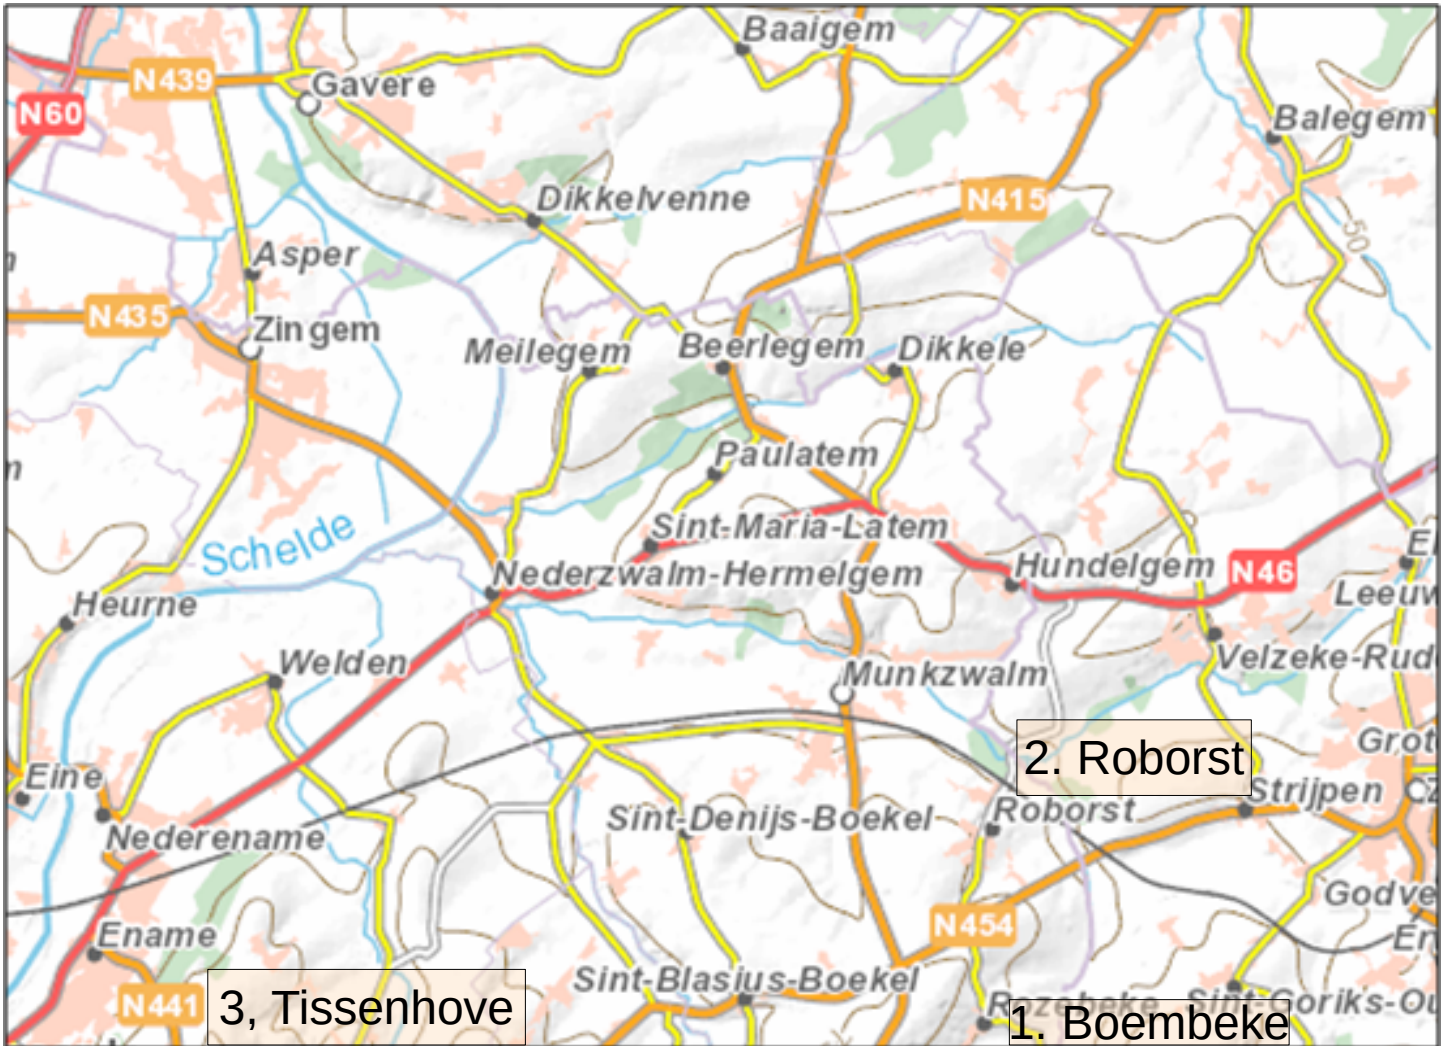 Baaigem
N439
Gavere
N60
Balegem
Dikkelvenne
N415
Asper
50
N435
Zingem
Meilegem
Beerlegem
Dikkele
Paulatem
Schelde
Sint-Maria-Latem
Nederzwalm-Hermelgem
Hundelgem
N46
Leeuw
Heurne
Welden
Munkzwalm
Velzeke-Rud
2. Roborst
Grot
Eine
Strijpen
Nederename
Sint-Denijs-Boekel
Roborst
Godve
N454
Ename
Sint-Blasius-Boekel
N441
3, Tissenhove
Rozebeke
Sint-Goriks-Ou
1. Boembeke